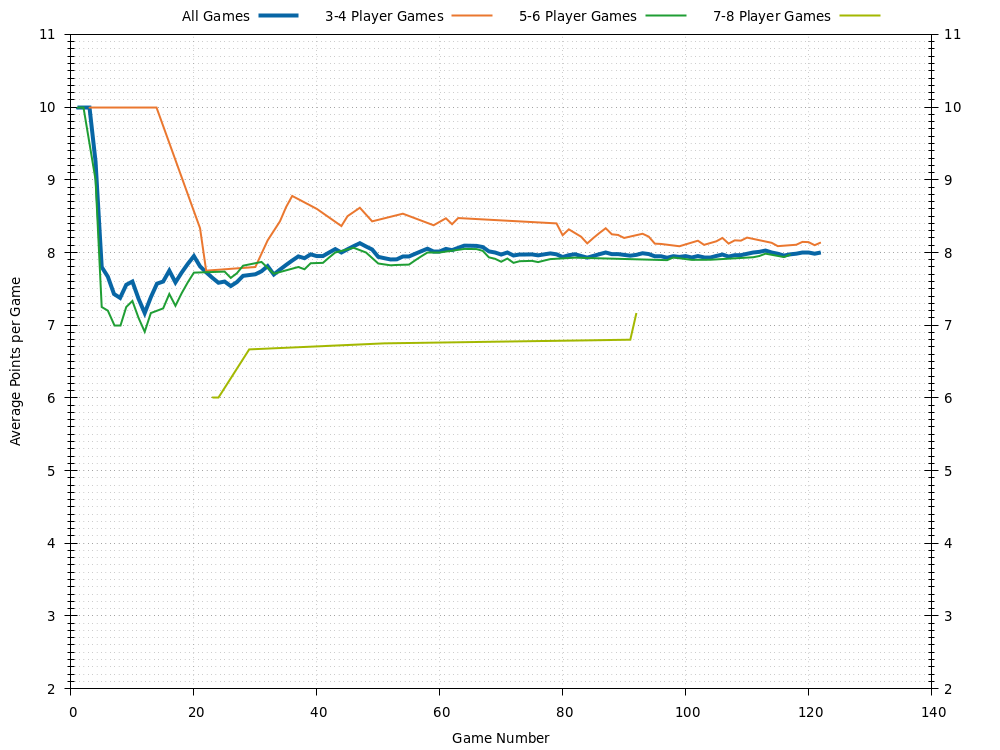 All Games 3-4 Player Games 5-6 Player Games 7-8 Player Games
11 11
10 10
9 9
8 8
7 7
6 6
5 5
4 4
3 3
2 2
0 20 40 60 80 100 120 140
Average Points per Game
Game Number